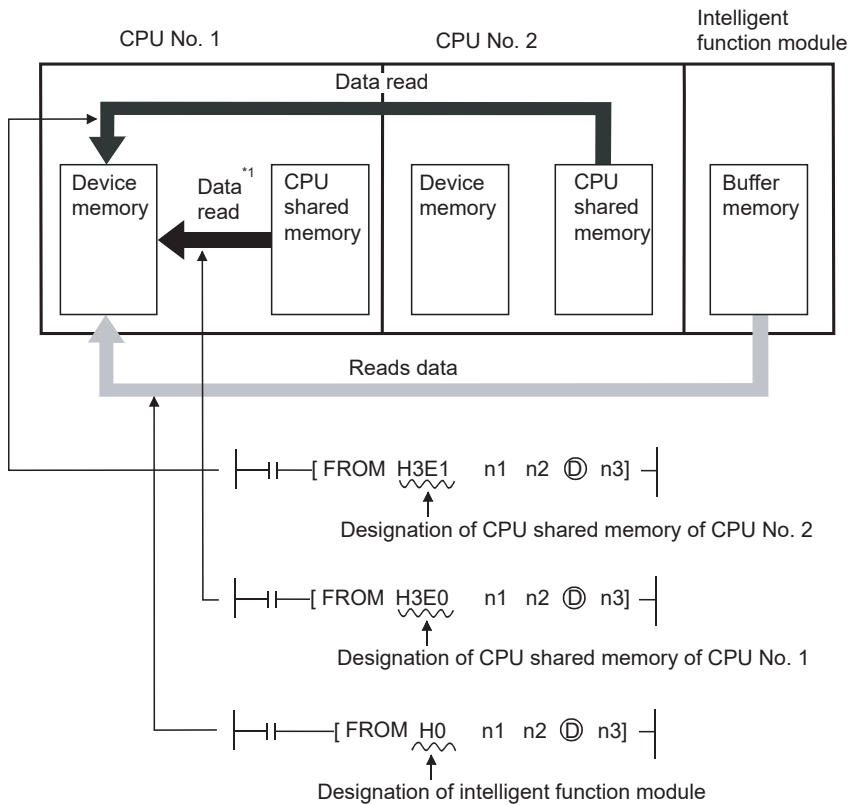 CPU No. 1
CPU No. 2
Intelligent
function module
Data read
Device
memory
Data *1
read
CPU
shared
memory
Device
memory
CPU
shared
memory
Buffer
memory
Reads data
[ FROM H3E1 n1 n2 Ⓓ n3]
Designation of CPU shared memory of CPU No. 2
[ FROM H3E0 n1 n2 Ⓓ n3]
Designation of CPU shared memory of CPU No. 1
[ FROM H0 n1 n2 Ⓓ n3]
Designation of intelligent function module